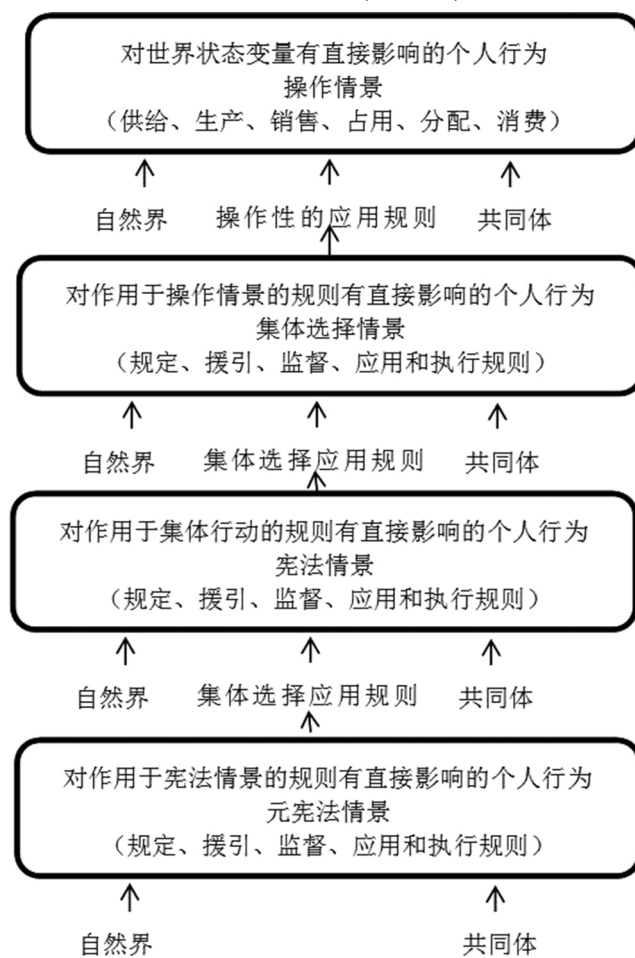 对世界状态变量有直接影响的个人行为
操作情景
（供给、生产、销售、占用、分配、消费）
自然界 操作性的应用规则 共同体
对作用于操作情景的规则有直接影响的个人行为
集体选择情景
（规定、援引、监督、应用和执行规则）
自然界 集体选择应用规则 共同体
对作用于集体行动的规则有直接影响的个人行为
宪法情景
（规定、援引、监督、应用和执行规则）
自然界 集体选择应用规则 共同体
对作用于宪法情景的规则有直接影响的个人行为
元宪法情景
（规定、援引、监督、应用和执行规则）
自然界 共同体